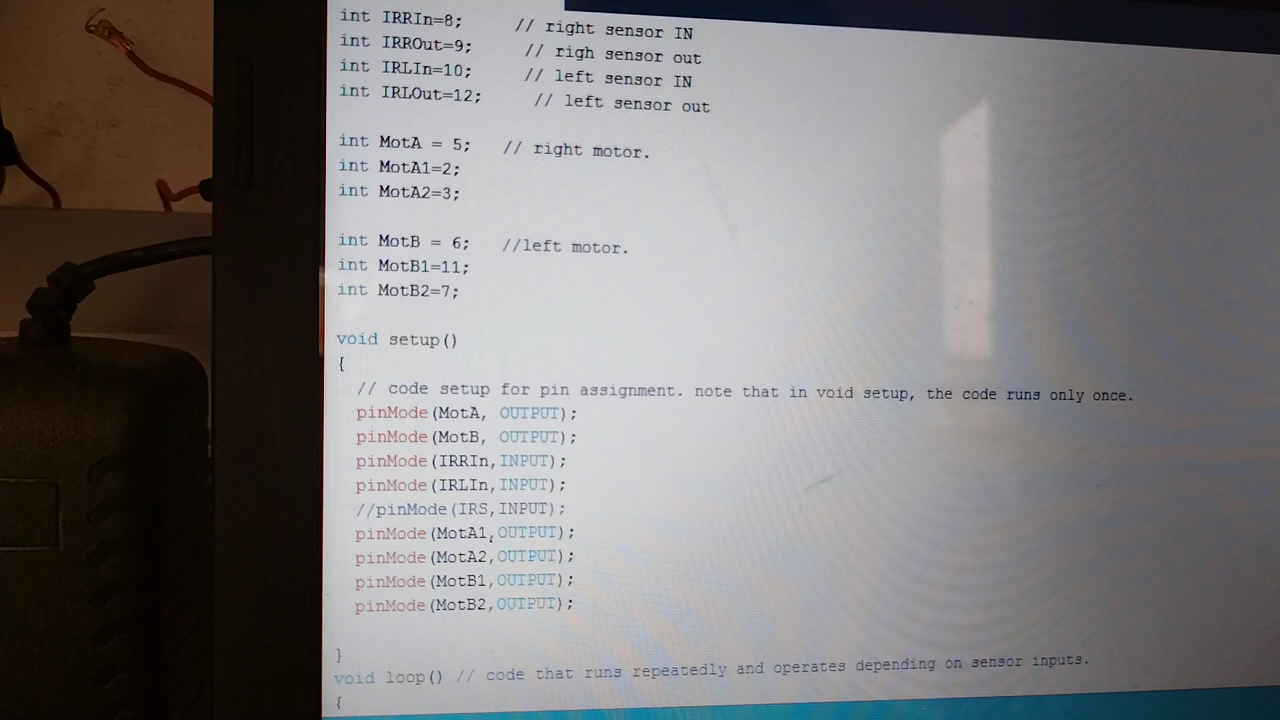 int IRRIn=8; // right sensor IN
int IRROut=9; // righ sensor out
int IRLIn=10; // left sensor IN
int IRLOut=12; // left sensor out
int MotA = 5; // right motor.
int MotA1=2;
int MotA2=3;
int MotB = 6; //left motor.
int MotB1=11;
int MotB2=7;
void setup()
{
// code setup for pin assignment. note that in void setup, the code runs only once.
pinMode(MotA, OUTPUT);
pinMode(MotB, OUTPUT);
pinMode(IRRIn,INPUT);
pinMode(IRLIn,INPUT);
//pinMode(IRS,INPUT);
pinMode(MotA1,OUTPUT);
pinMode(MotA2,OUTPUT);
pinMode(MotB1,OUTPUT);
pinMode(MotB2,OUTPUT);
}
void loop() // code that runs repeatedly and operates depending on sensor inputs.
{